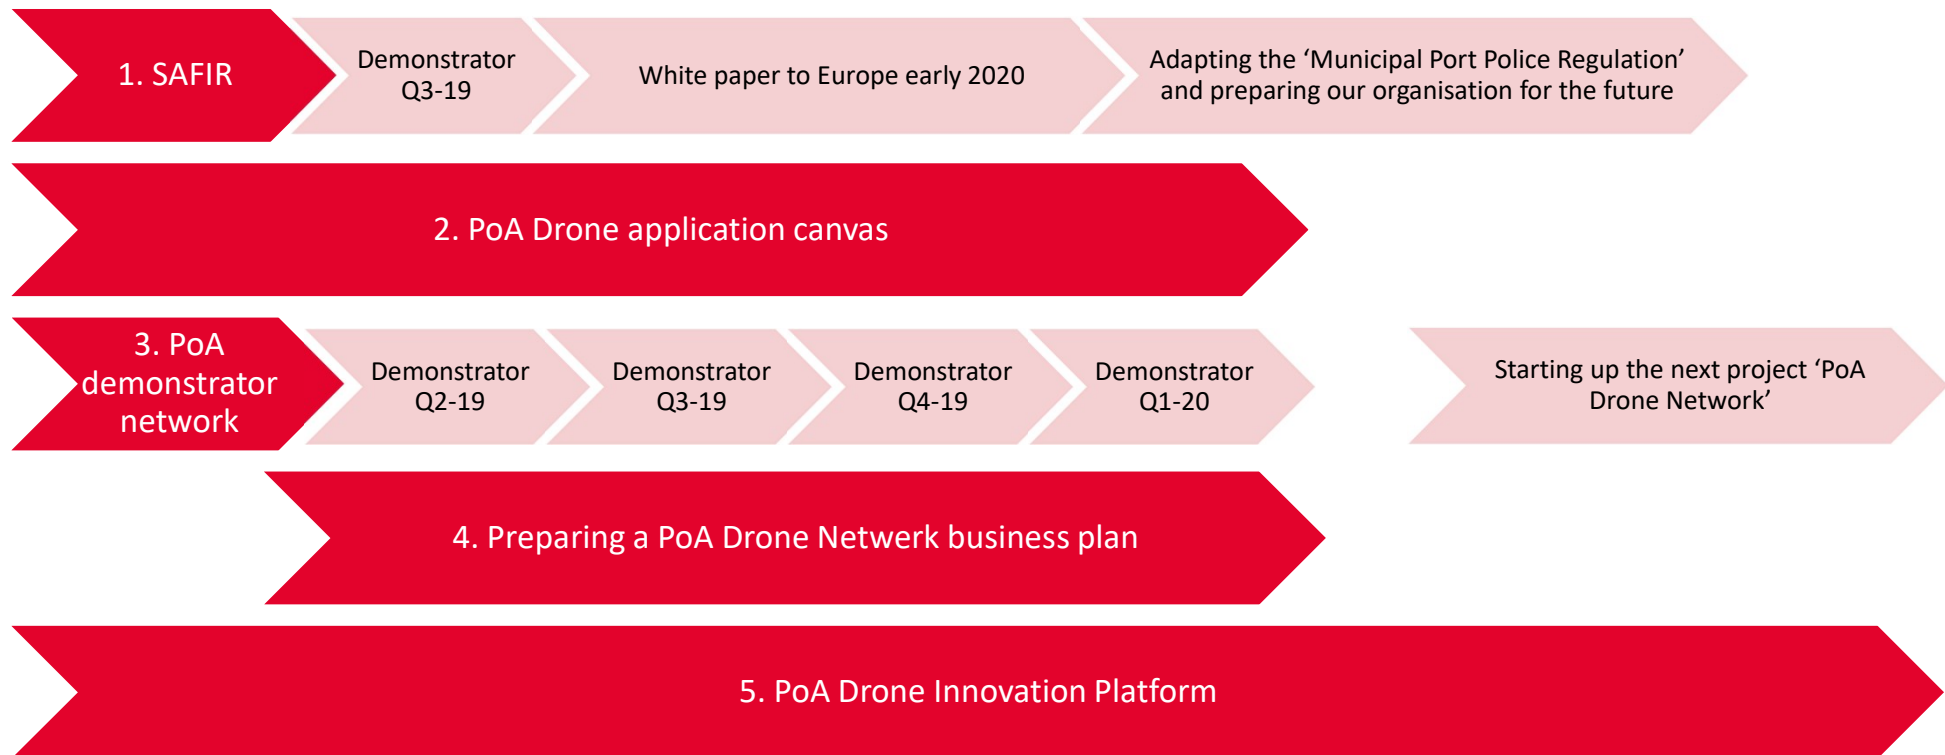 1. SAFIR
Demonstrator
Q3-19
White paper to Europe early 2020
Adapting the ‘Municipal Port Police Regulation’
and preparing our organisation for the future
2. PoA Drone application canvas
3. PoA
demonstrator
network
Demonstrator
Q2-19
Demonstrator
Q3-19
Demonstrator
Q4-19
Demonstrator
Q1-20
Starting up the next project ‘PoA
Drone Network’
4. Preparing a PoA Drone Netwerk business plan
5. PoA Drone Innovation Platform